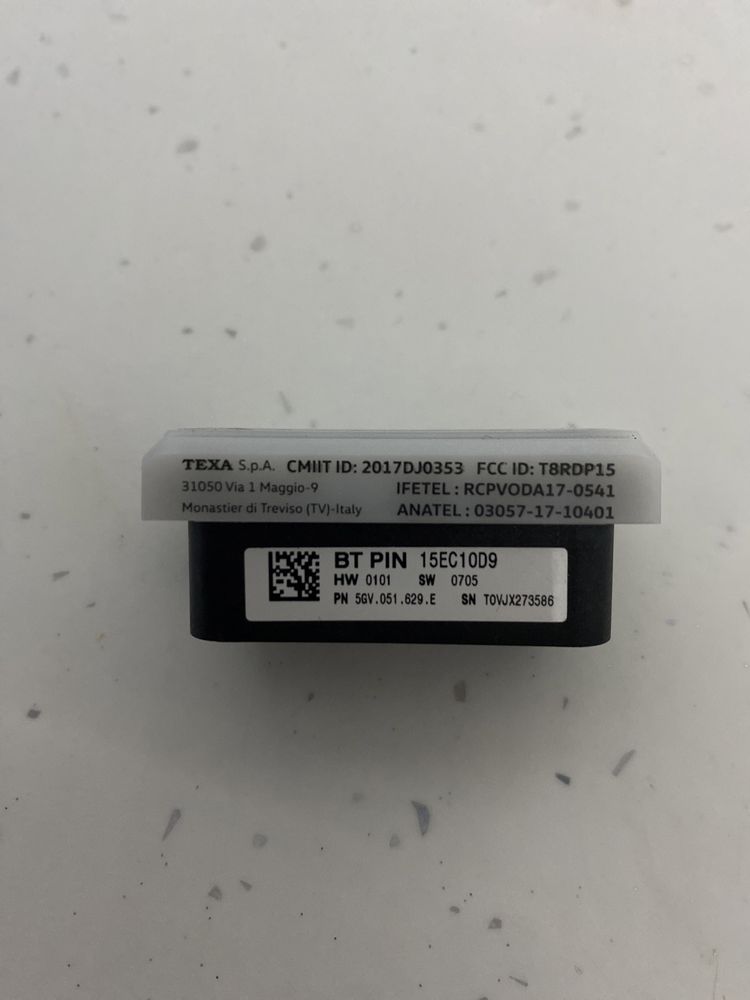 TEXA S.p.A. CMIIT ID: 2017DJ0353 FCC ID: T8RDP15
31050 Via 1 Maggio-9 IFETEL : RCPVODA17-0541
Monastier di Treviso (TV)-Italy ANATEL : 03057-17-10401
BT PIN 15EC10D9
HW 0101 SW 0705
PN 5GV.051.629.E SN TOVJX273586